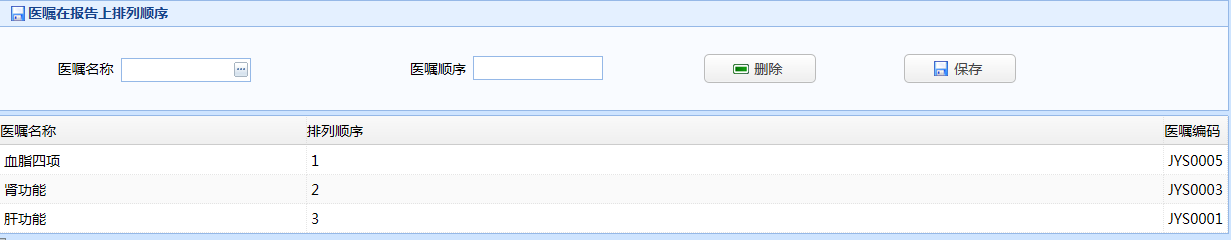 医嘱在报告上排列顺序
医嘱名称 医嘱顺序 删除 保存
医嘱名称 排列顺序 医嘱编码
血脂四项 1 JYS0005
肾功能 2 JYS0003
肝功能 3 JYS0001